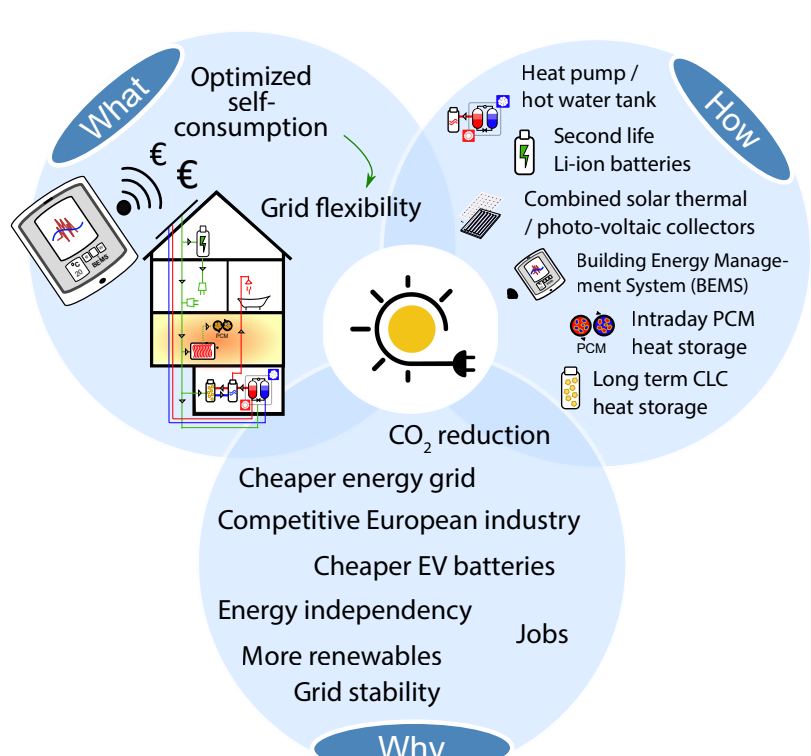 What
Optimized
self-
consumption
Grid flexibility
€
€
°C
20
BEMS
PCM
How
Heat pump /
hot water tank
Second life
Li-ion batteries
Combined solar thermal
/ photo-voltaic collectors
Building Energy Manage-
ment System (BEMS)
Intraday PCM
heat storage
PCM
Long term CLC
heat storage
CO₂ reduction
Cheaper energy grid
Competitive European industry
Cheaper EV batteries
Energy independency
Jobs
More renewables
Grid stability
Why